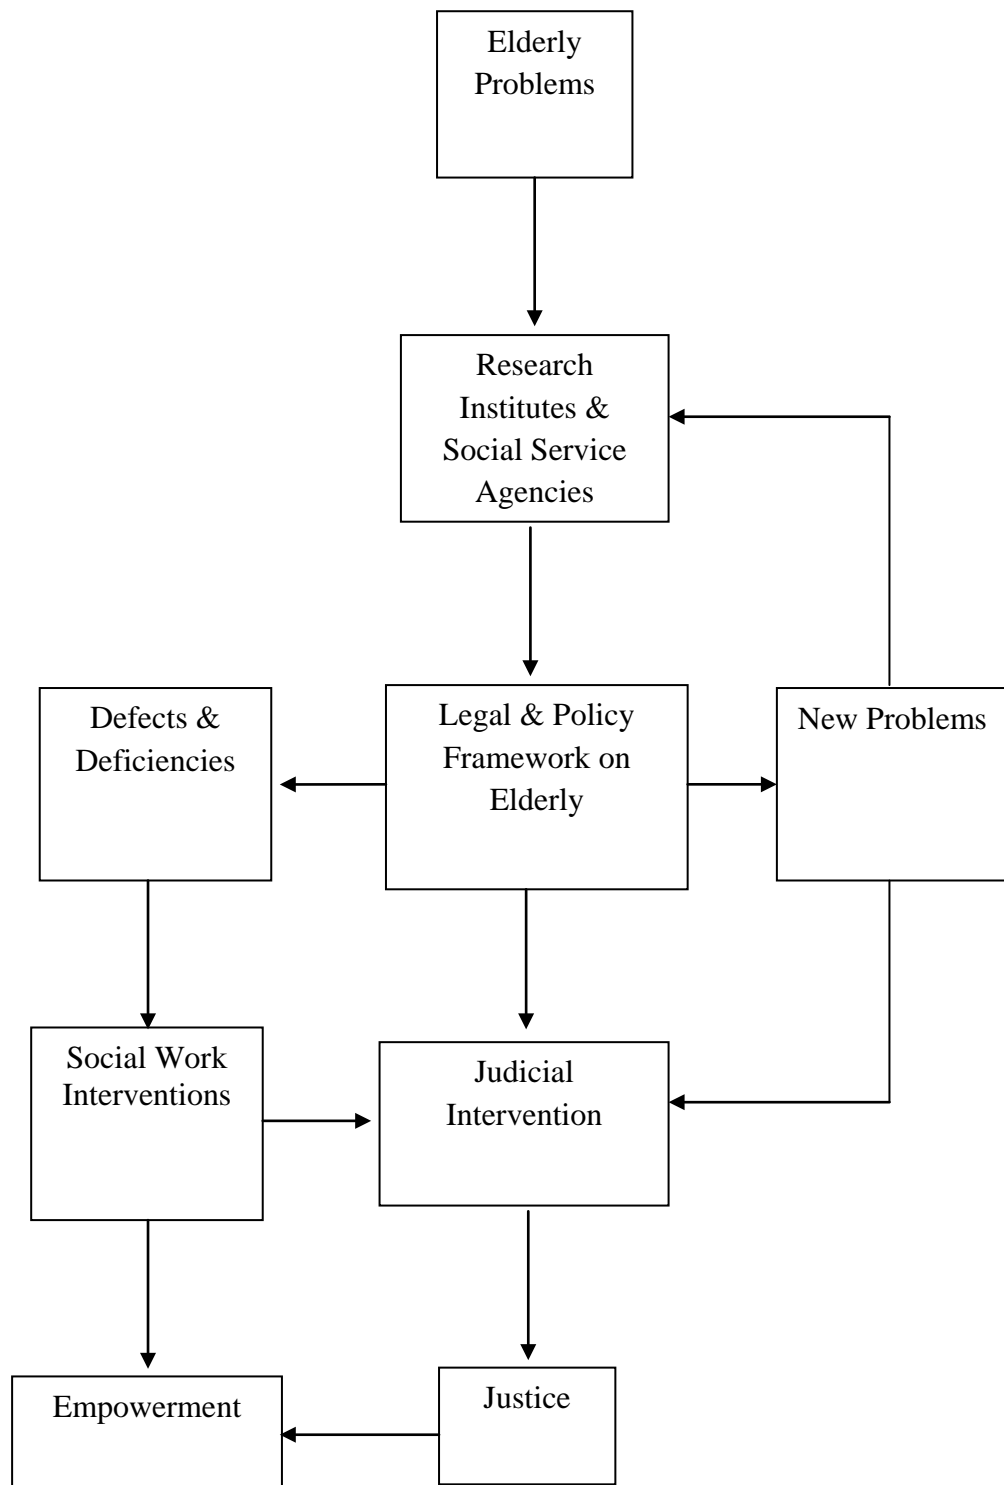 Elderly
Problems
Research
Institutes &
Social Service
Agencies
Defects &
Deficiencies
Legal & Policy
Framework on
Elderly
New Problems
Social Work
Interventions
Judicial
Intervention
Empowerment
Justice